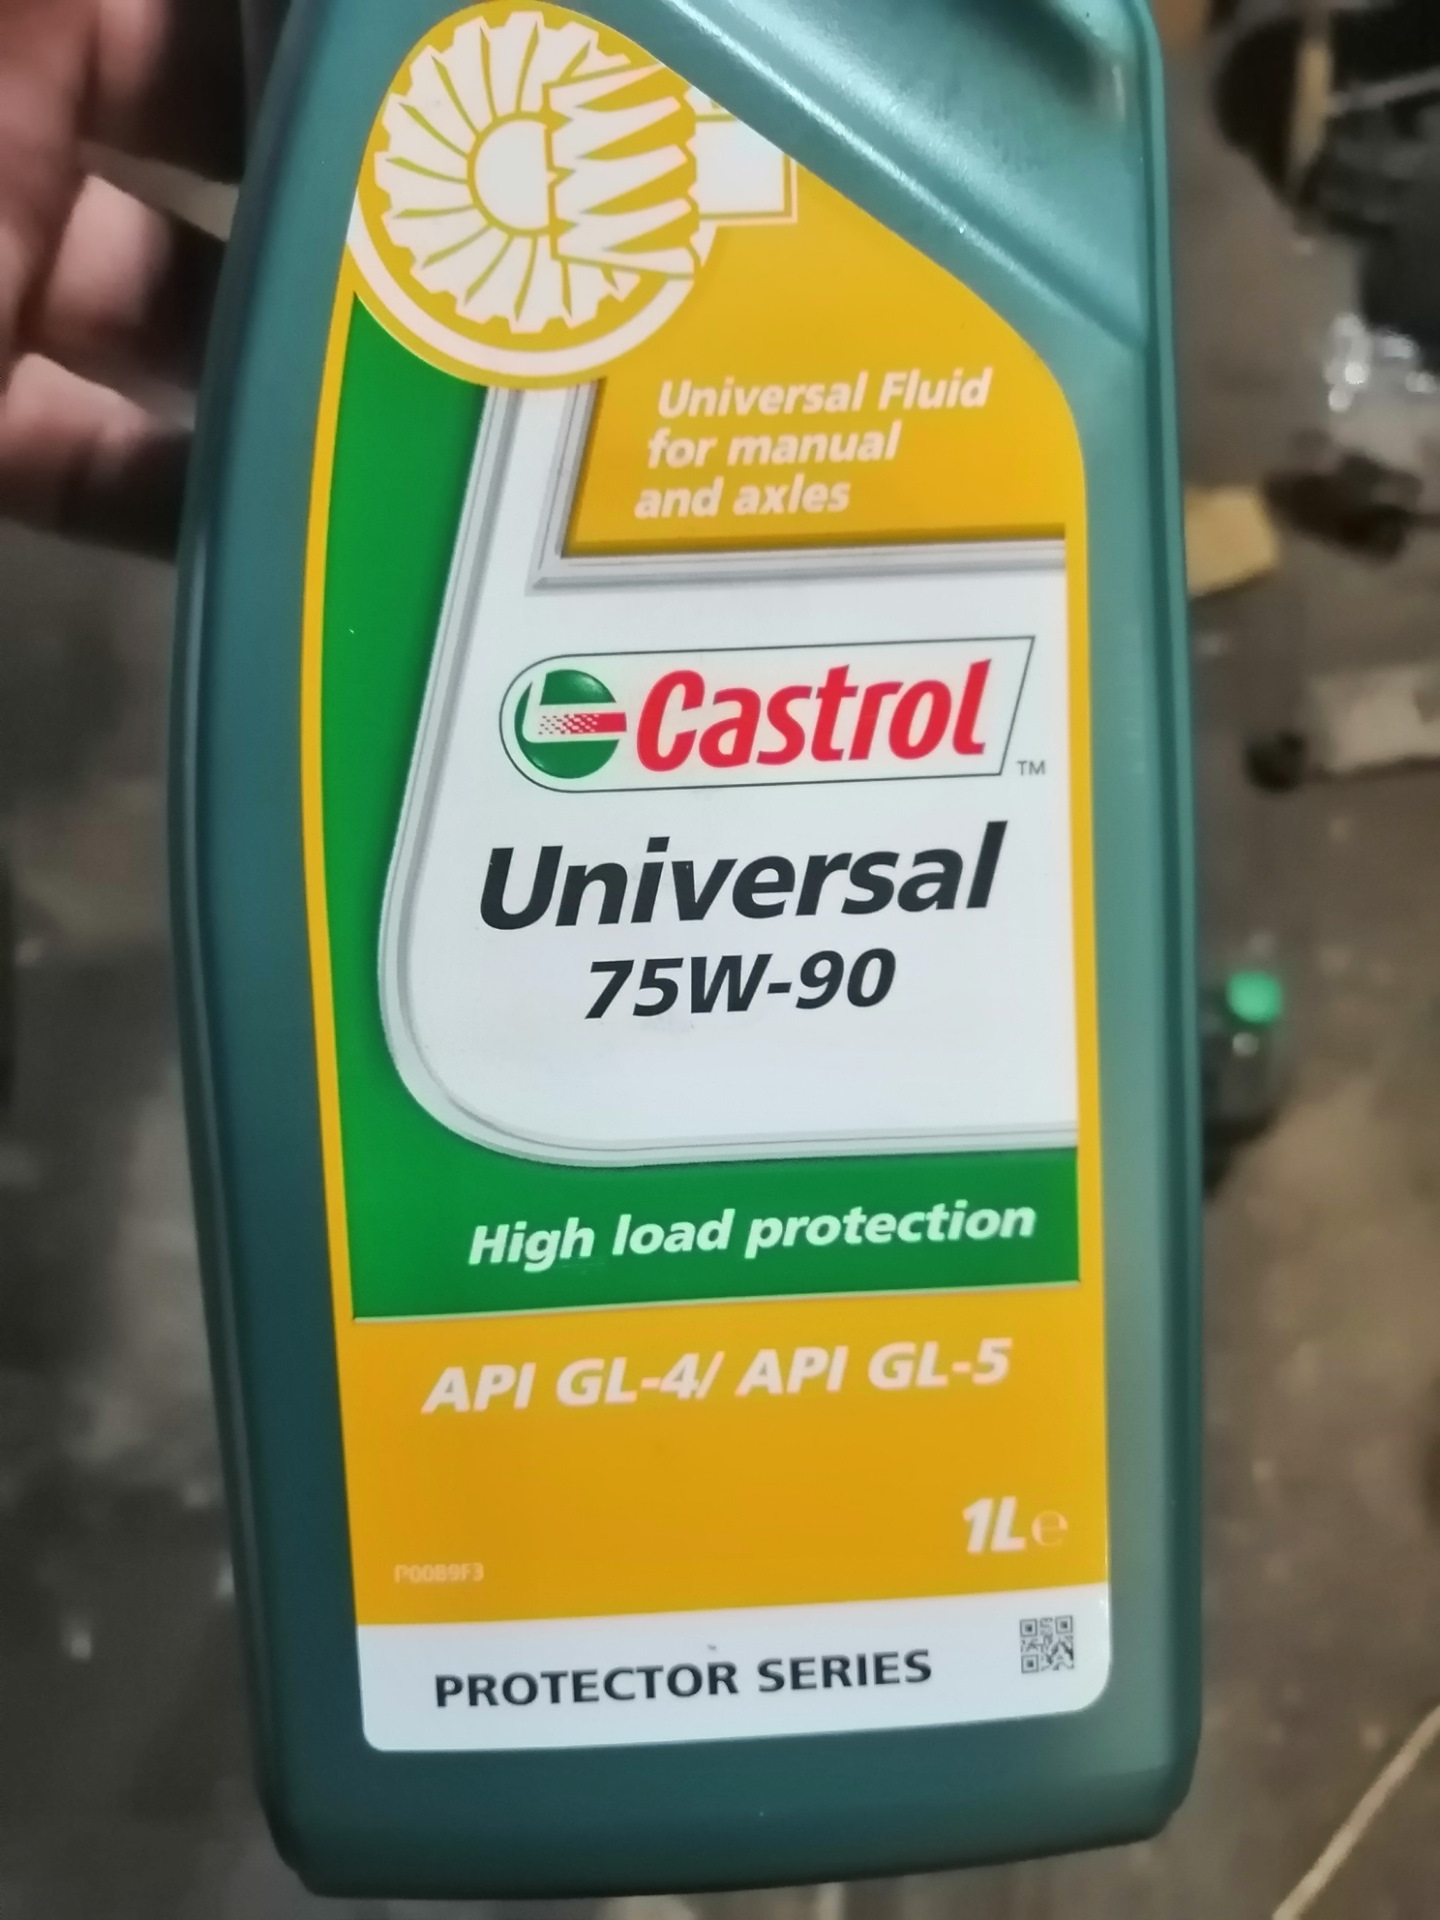 Universal Fluid
for manual
and axles
Castrol
TM
Universal
75W-90
High load protection
API GL-4/ API GL-5
1L e
P00B9F3
PROTECTOR SERIES